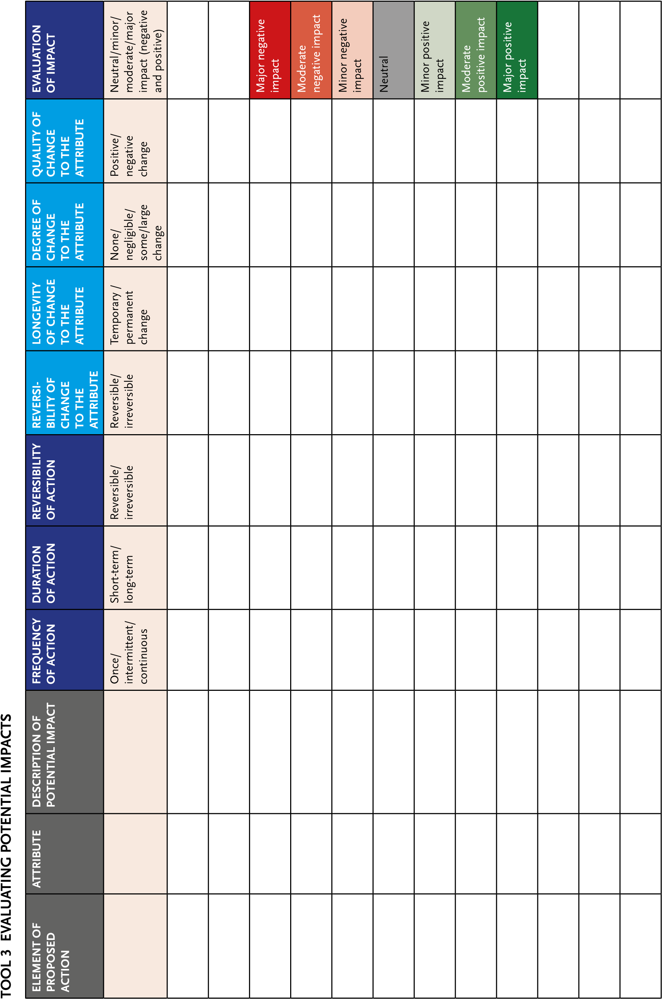 TOOL 3 EVALUATING POTENTIAL IMPACTS
ELEMENT OF
PROPOSED
ACTION
ATTRIBUTE
DESCRIPTION OF
POTENTIAL IMPACT
FREQUENCY
OF ACTION
DURATION
OF ACTION
REVERSIBILITY
OF ACTION
REVERSI-
BILITY OF
CHANGE
TO THE
ATTRIBUTE
LONGEVITY
OF CHANGE
TO THE
ATTRIBUTE
DEGREE OF
CHANGE
TO THE
ATTRIBUTE
QUALITY OF
CHANGE
TO THE
ATTRIBUTE
EVALUATION
OF IMPACT
Once/
intermittent/
continuous
Short-term/
long-term
Reversible/
irreversible
Reversible/
irreversible
Temporary /
permanent
change
None/
negligible/
some/large
change
Positive/
negative
change
Neutral/minor/
moderate/major
impact (negative
and positive)
Major negative
impact
Moderate
negative impact
Minor negative
impact
Neutral
Minor positive
impact
Moderate
positive impact
Major positive
impact